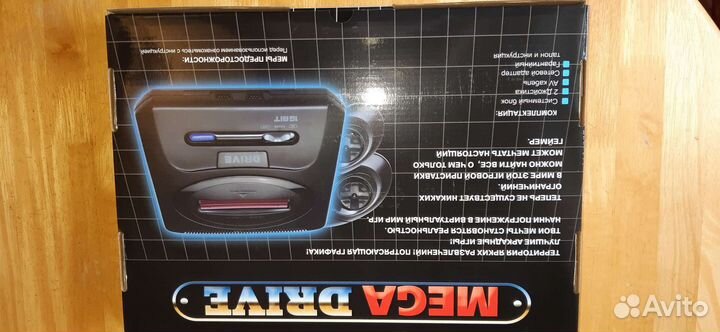 MEGA DRIVE
ТЕРРИТОРИЯ ЯРКИХ РАЗВЛЕЧЕНИЙ ПОТРЯСАЮЩАЯ ГРАФИКА!
ЛУЧШИЕ АРКАДНЫЕ ИГРЫ!
ТВОИ МЕЧТЫ СТАНОВЯТСЯ РЕАЛЬНОСТЬЮ.
НАЧНИ ПОГРУЖЕНИЕ В ВИРТУАЛЬНЫЙ МИР ИГР.
ТЕПЕРЬ НЕ СУЩЕСТВУЕТ НИКАКИХ
ОГРАНИЧЕНИЙ.
В МИРЕ ЭТОЙ ИГРОВОЙ ПРИСТАВКИ
МОЖНО НАЙТИ ВСЕ, О ЧЕМ ТОЛЬКО
МОЖЕТ МЕЧТАТЬ НАСТОЯЩИЙ
ГЕЙМЕР.
КОМПЛЕКТАЦИЯ:
Системный блок
2 Джойстика
AV кабель
Сетевой адаптер
Гарантийный
талон и инструкция
DRIVE
16 BIT
МЕРЫ ПРЕДОСТОРОЖНОСТИ:
Перед использованием ознакомьтесь с инструкцией
Avito